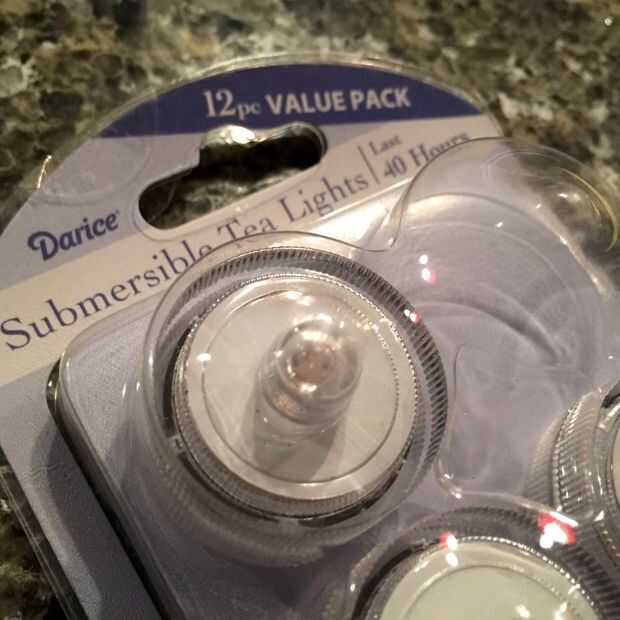 12pc VALUE PACK
Darice
Submersible Tea Lights
Last
40 Hours